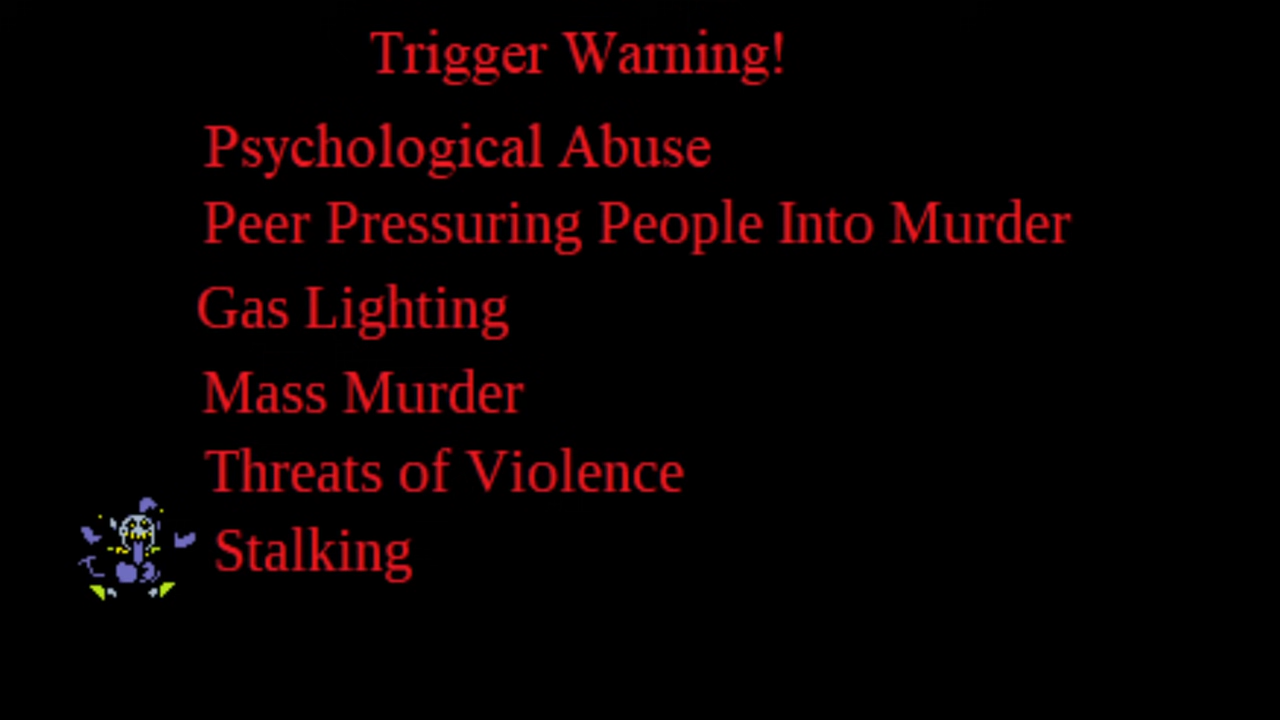 Trigger Warning!
Psychological Abuse
Peer Pressuring People Into Murder
Gas Lighting
Mass Murder
Threats of Violence
Stalking